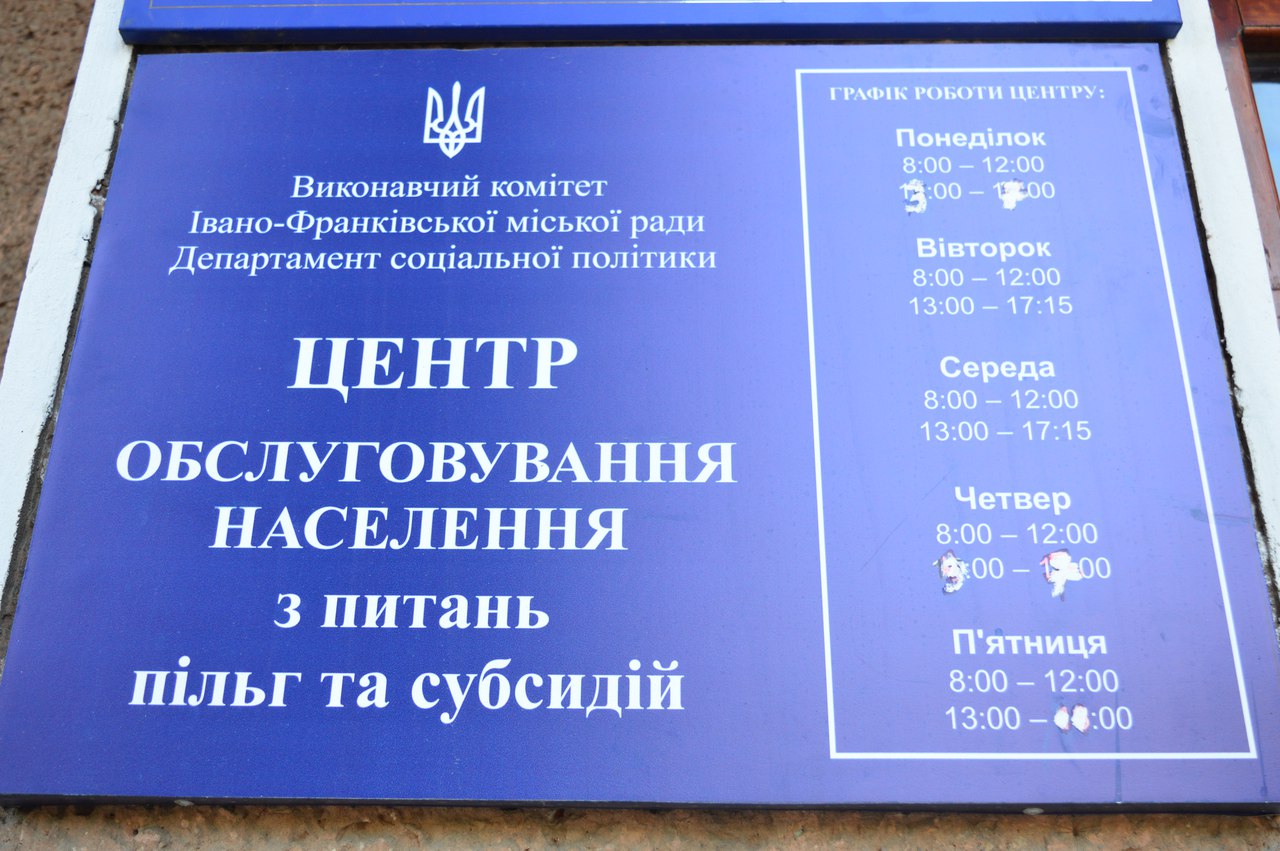 Виконавчий комітет
Івано-Франківської міської ради
Департамент соціальної політики
ЦЕНТР
ОБСЛУГОВУВАННЯ
НАСЕЛЕННЯ
з питань
пільг та субсидій
ГРАФІК РОБОТИ ЦЕНТРУ:
Понеділок
8:00 – 12:00
Вівторок
8:00 – 12:00
13:00 – 17:15
Середа
8:00 – 12:00
13:00 – 17:15
Четвер
8:00 – 12:00
П'ятниця
8:00 – 12:00
13:00 –